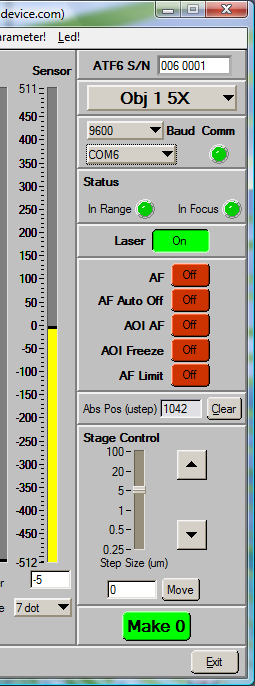 device.com)
arameter! Led!
Sensor
511
450
400
350
300
250
200
150
100
50
0
-50
-100
-150
-200
-250
-300
-350
-400
-450
-512
-5
7 dot
ATF6 S/N 006 0001
Obj 1 5X
9600 Baud Comm
COM6
Status
In Range In Focus
Laser On
AF Off
AF Auto Off Off
AOI AF Off
AOI Freeze Off
AF Limit Off
Abs Pos (ustep) 1042 Clear
Stage Control
100
20
5
1
0.5
0.25
Step Size (um)
0 Move
Make 0
Exit